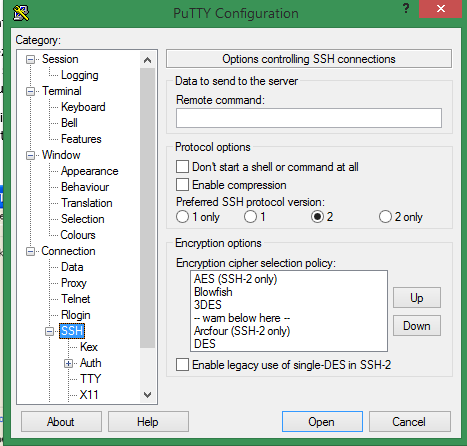 PuTTY Configuration
?
Category:
Session
Logging
Terminal
Keyboard
Bell
Features
Window
Appearance
Behaviour
Translation
Selection
Colours
Connection
Data
Proxy
Telnet
Rlogin
SSH
Kex
Auth
TTY
X11
Options controlling SSH connections
Data to send to the server
Remote command:
Protocol options
Don't start a shell or command at all
Enable compression
Preferred SSH protocol version:
1 only 1 2 2 only
Encryption options
Encryption cipher selection policy:
AES (SSH-2 only)
Blowfish
3DES
-- warn below here --
Arcfour (SSH-2 only)
DES
Up
Down
Enable legacy use of single-DES in SSH-2
About Help Open Cancel